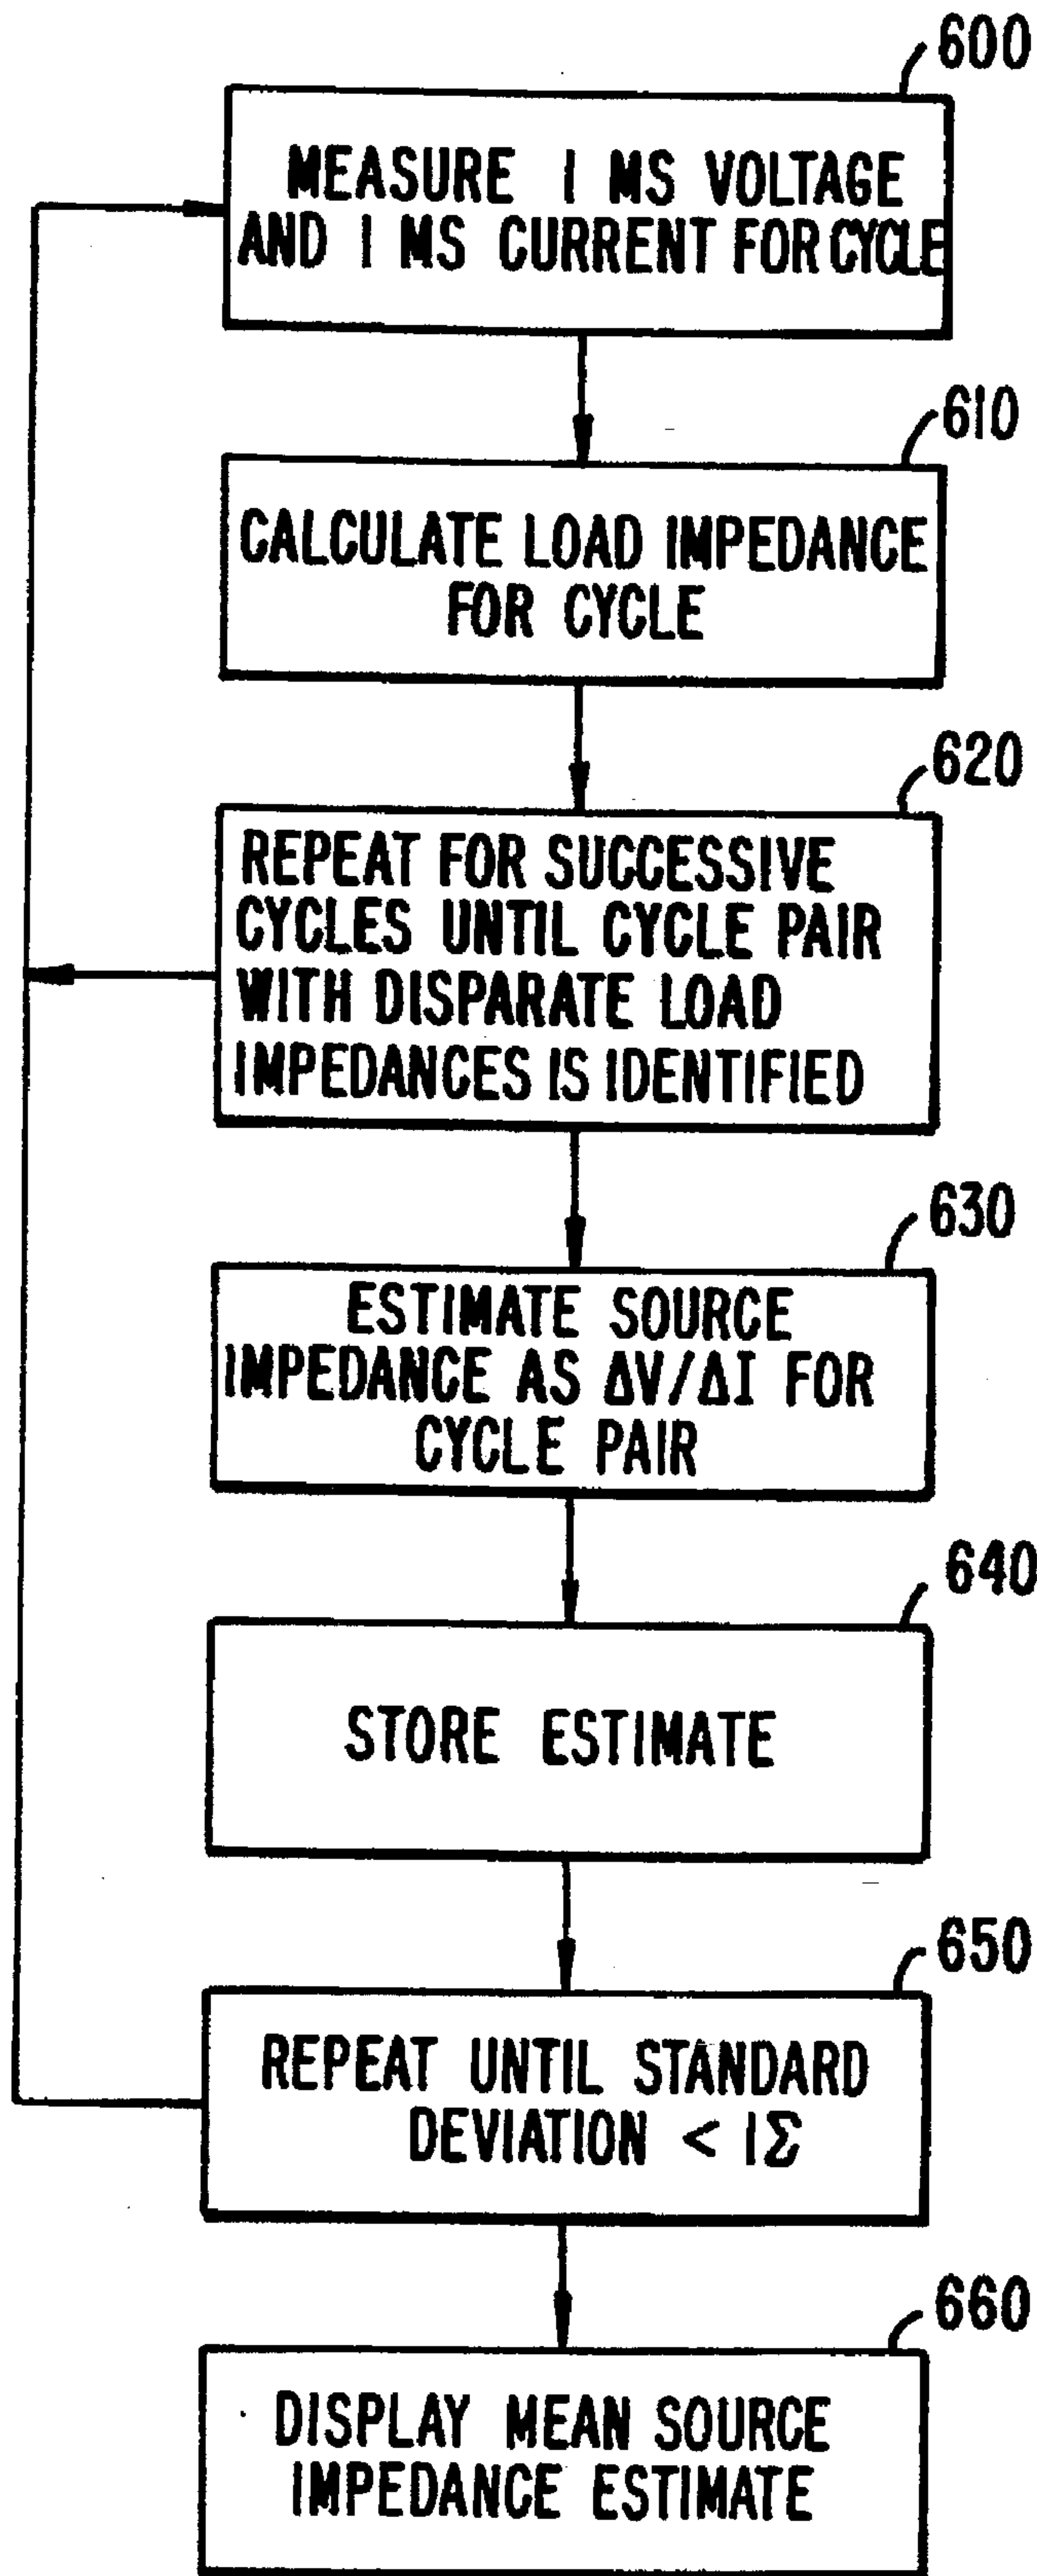 600
MEASURE 1 MS VOLTAGE
AND 1 MS CURRENT FOR CYCLE
610
CALCULATE LOAD IMPEDANCE
FOR CYCLE
620
REPEAT FOR SUCCESSIVE
CYCLES UNTIL CYCLE PAIR
WITH DISPARATE LOAD
IMPEDANCES IS IDENTIFIED
630
ESTIMATE SOURCE
IMPEDANCE AS ΔV/ΔI FOR
CYCLE PAIR
640
STORE ESTIMATE
650
REPEAT UNTIL STANDARD
DEVIATION < 1Σ
660
DISPLAY MEAN SOURCE
IMPEDANCE ESTIMATE